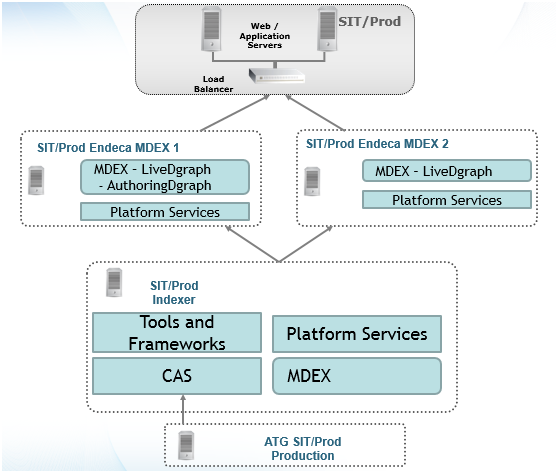 SIT/Prod
Web /
Application
Servers
Load
Balancer
SIT/Prod Endeca MDEX 1
MDEX – LiveDgraph
- AuthoringDgraph
Platform Services
SIT/Prod Endeca MDEX 2
MDEX – LiveDgraph
Platform Services
SIT/Prod
Indexer
Tools and
Frameworks
Platform Services
CAS
MDEX
ATG SIT/Prod
Production